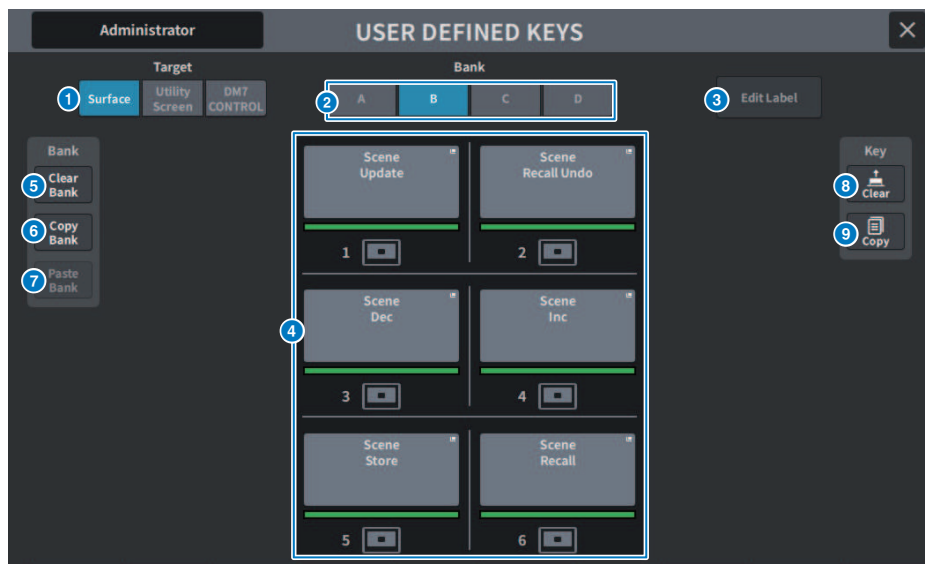 Administrator
USER DEFINED KEYS
Target
Bank
1
Surface
Utility
Screen
DM7
CONTROL
2
A
B
C
D
3
Edit Label
Bank
5
Clear
Bank
6
Copy
Bank
7
Paste
Bank
4
Scene
Update
Scene
Recall Undo
1
2
Scene
Dec
Scene
Inc
3
4
Scene
Store
Scene
Recall
5
6
Key
8
Clear
9
Copy